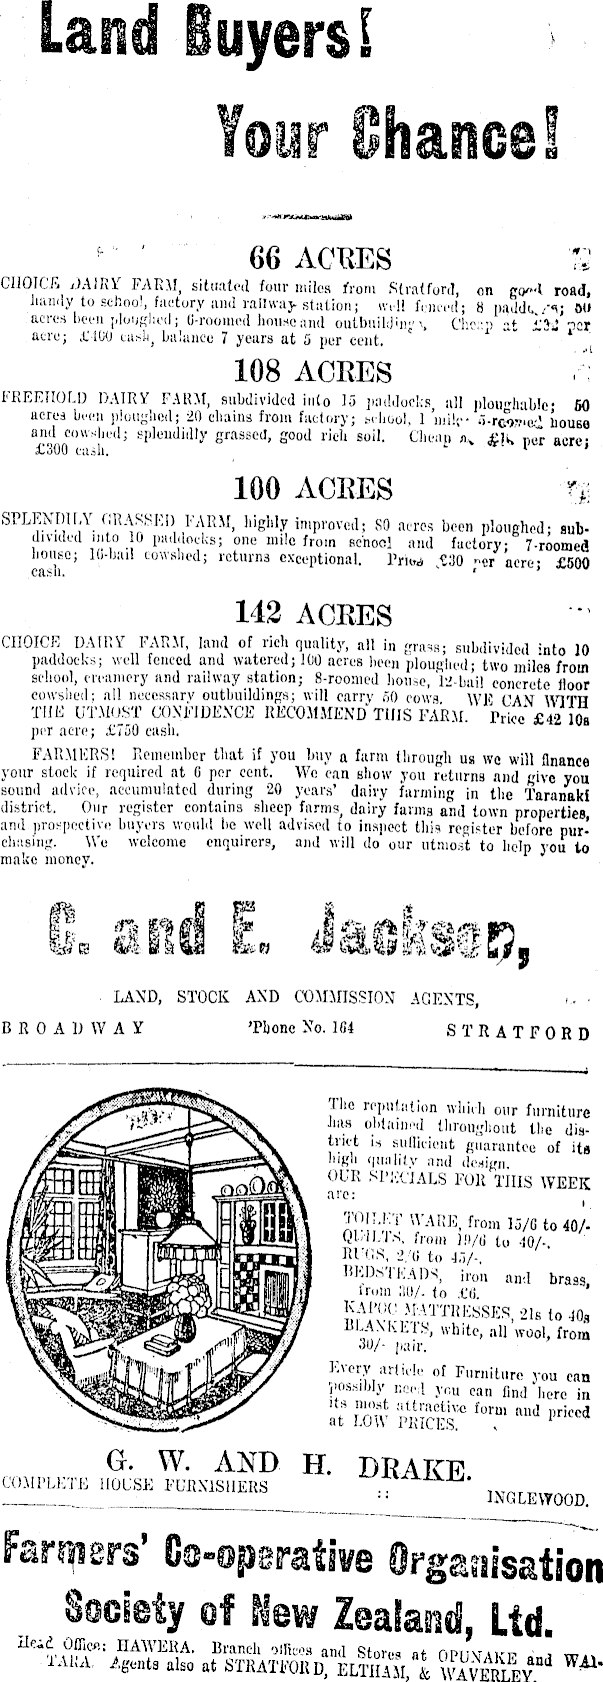 Land Buyers!
Your Chance!
66 ACRES
CHOICE DAIRY FARM, situated four miles from Stratford, on good road,
handy to school, factory and railway station; well fenced; 8 paddocks; 50
acres been ploughed; 6-roomed house and outbuildings, Cheap at per
acre; £400 cash, balance 7 years at 5 per cent.
108 ACRES
FREEHOLD DAIRY FARM, subdivided into 15 paddocks, all ploughable; 50
acres been ploughed; 20 chains from factory; school, 1 mile 5-roomed house
and cowshed; splendidly grassed, good rich soil. Cheap per acre;
£300 cash.
100 ACRES
SPLENDILY GRASSED FARM, highly improved; 80 acres been ploughed; sub-
divided into 10 paddocks; one mile from school and factory; 7-roomed
house; 16-bail cowshed; returns exceptional. Price £30 per acre; £500
cash.
142 ACRES
CHOICE DAIRY FARM, land of rich quality, all in grass; subdivided into 10
paddocks; well fenced and watered; 100 acres been ploughed; two miles from
school, creamery and railway station; 8-roomed house, 12-bail concrete floor
cowshed; all necessary outbuildings; will carry 50 cows. WE CAN WITH
THE UTMOST CONFIDENCE RECOMMEND THIS FARM. Price £42 10s
per acre; £750 cash.
FARMERS! Remember that if you buy a farm through us we will finance
your stock if required at 6 per cent. We can show you returns and give you
sound advice, accumulated during 20 years' dairy farming in the Taranaki
district. Our register contains sheep farms, dairy farms and town properties,
and prospective buyers would be well advised to inspect this register before pur-
chasing. We welcome enquirers, and will do our utmost to help you to
make money.
C. and E. Jackson,
LAND, STOCK AND COMMISSION AGENTS,
BROADWAY 'Phone No. 164 STRATFORD
The reputation which our furniture
has obtained throughout the dis-
trict is sufficient guarantee of its
high quality and design.
OUR SPECIALS FOR THIS WEEK
are:
TOILET WARE, from 15/6 to 40/-
QUILTS, from 19/6 to 40/-.
RUGS, 2/6 to 45/-.
BEDSTEADS, iron and brass,
from 30/- to £6.
KAPOC MATTRESSES, 21s to 40s
BLANKETS, white, all wool, from
30/- pair.
Every article of Furniture you can
possibly need you can find here in
its most attractive form and priced
at LOW PRICES.
G. W. AND H. DRAKE.
COMPLETE HOUSE FURNISHERS :: INGLEWOOD.
Farmers' Co-operative Organisation
Society of New Zealand, Ltd.
Head Office: HAWERA. Branch offices and Stores at OPUNAKE and WAI-
TARA. Agents also at STRATFORD, ELTHAM, & WAVERLEY.